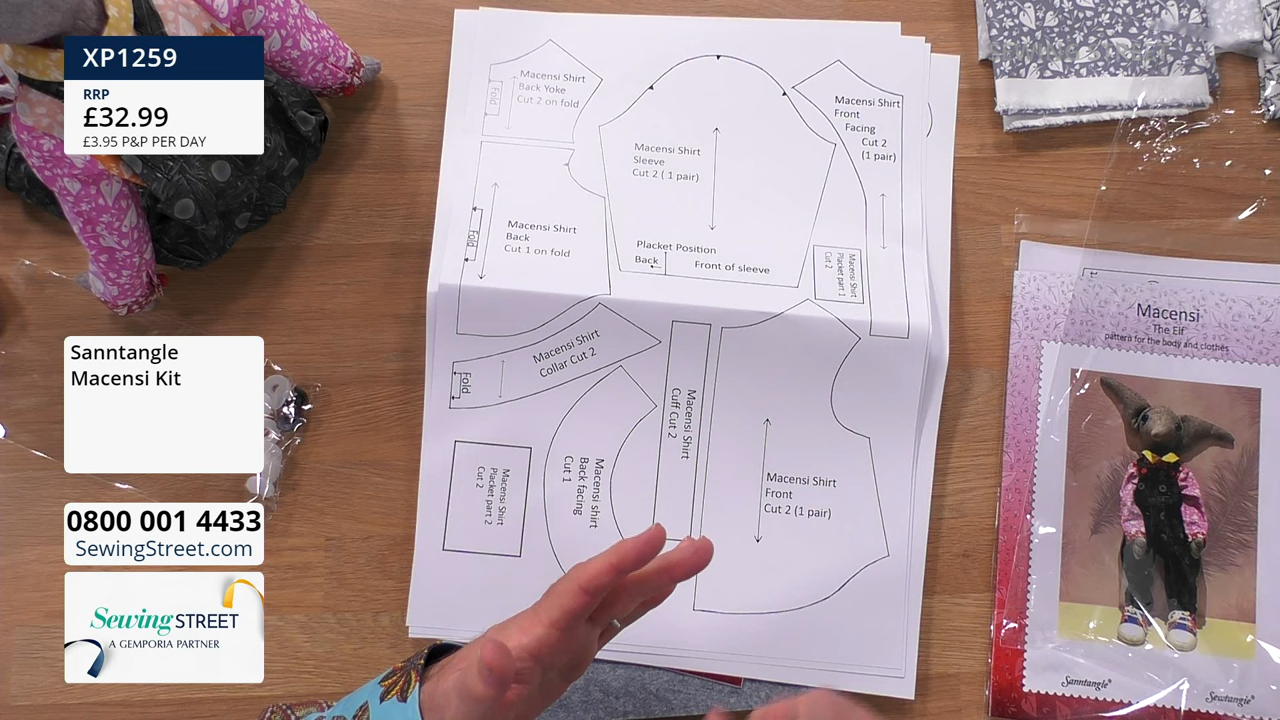 XP1259
RRP
£32.99
£3.95 P&P PER DAY
Sanntangle
Macensi Kit
0800 001 4433
SewingStreet.com
Sewing STREET
A GEMPORIA PARTNER
Macensi Shirt
Back Yoke
Cut 2 on fold
Fold
Macensi Shirt
Sleeve
Cut 2 ( 1 pair)
Placket Position
Back
Front of sleeve
Macensi Shirt
Front
Facing
Cut 2
(1 pair)
Macensi Shirt
Placket part 1
Cut 2
Macensi Shirt
Back
Cut 1 on fold
Fold
Macensi Shirt
Collar Cut 2
Fold
Macensi Shirt
Cuff Cut 2
Macensi Shirt
Placket part 2
Cut 2
Macensi shirt
Back facing
Cut 1
Macensi Shirt
Front
Cut 2 (1 pair)
Macensi
The Elf
pattern for the body and clothes
Sanntangle®
Sewtangle®